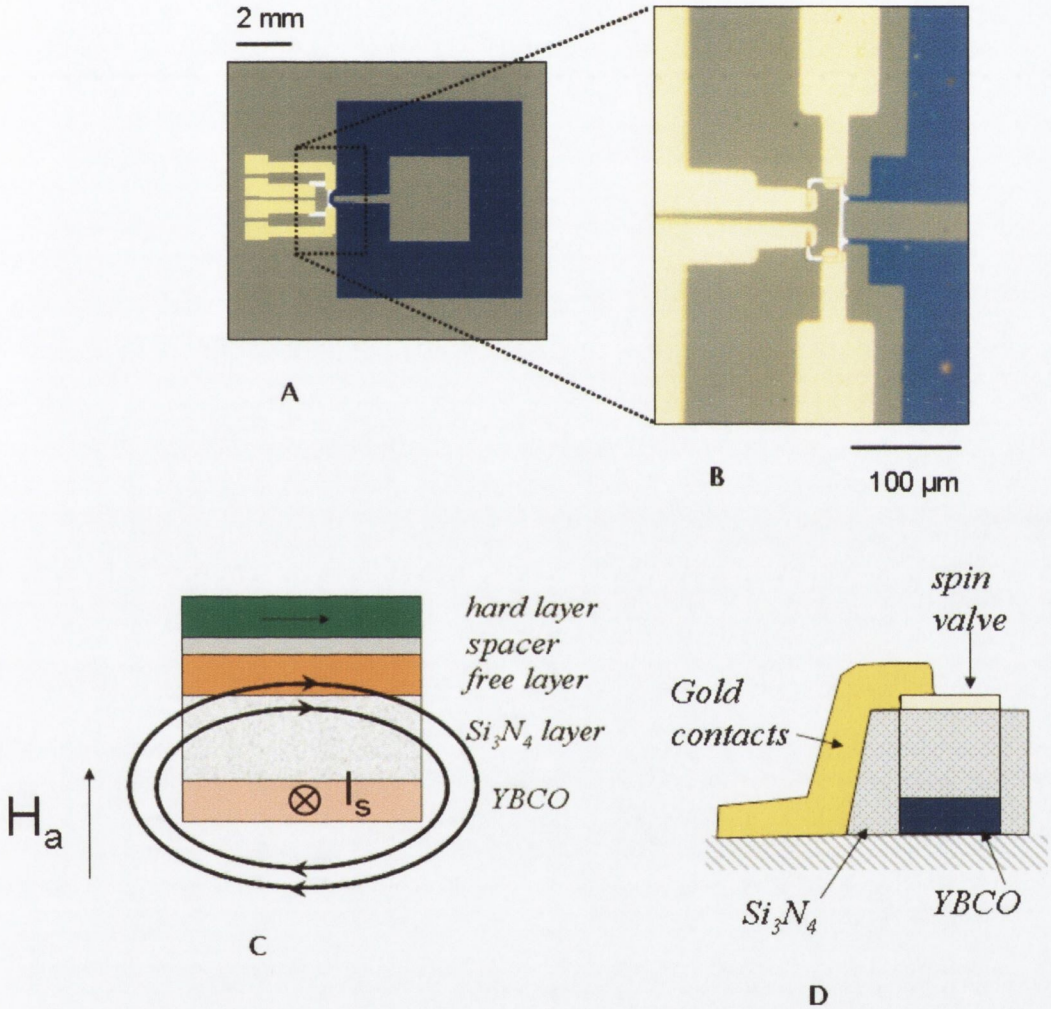 2 mm
A
B
100 µm
hard layer
spacer
free layer
Si₃N₄ layer
YBCO
Iₛ
Hₐ
C
spin
valve
Gold
contacts
Si₃N₄
YBCO
D